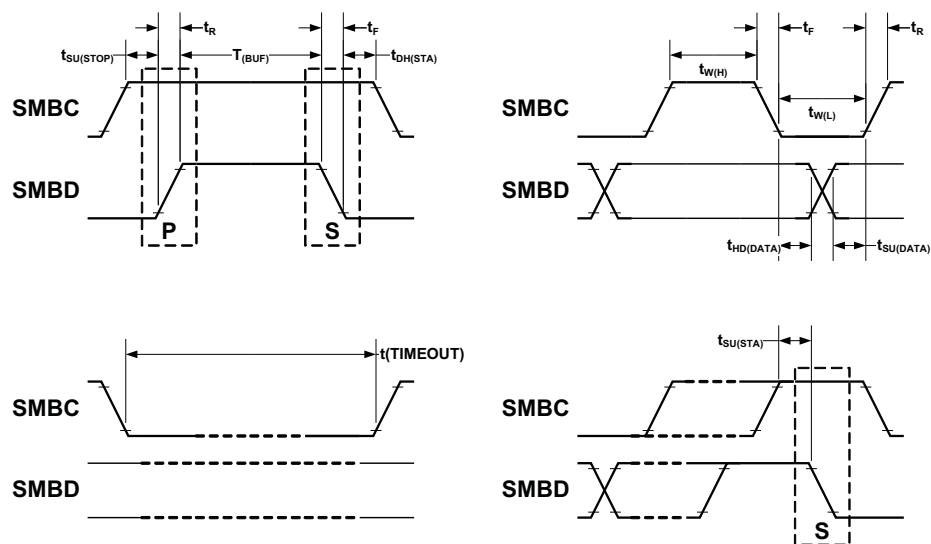 tR
tF
tSU(STOP)
T(BUF)
tDH(STA)
SMBC
SMBD
P
S
tF
tR
tW(H)
tW(L)
SMBC
SMBD
tHD(DATA)
tSU(DATA)
t(TIMEOUT)
SMBC
SMBD
tSU(STA)
SMBC
SMBD
S